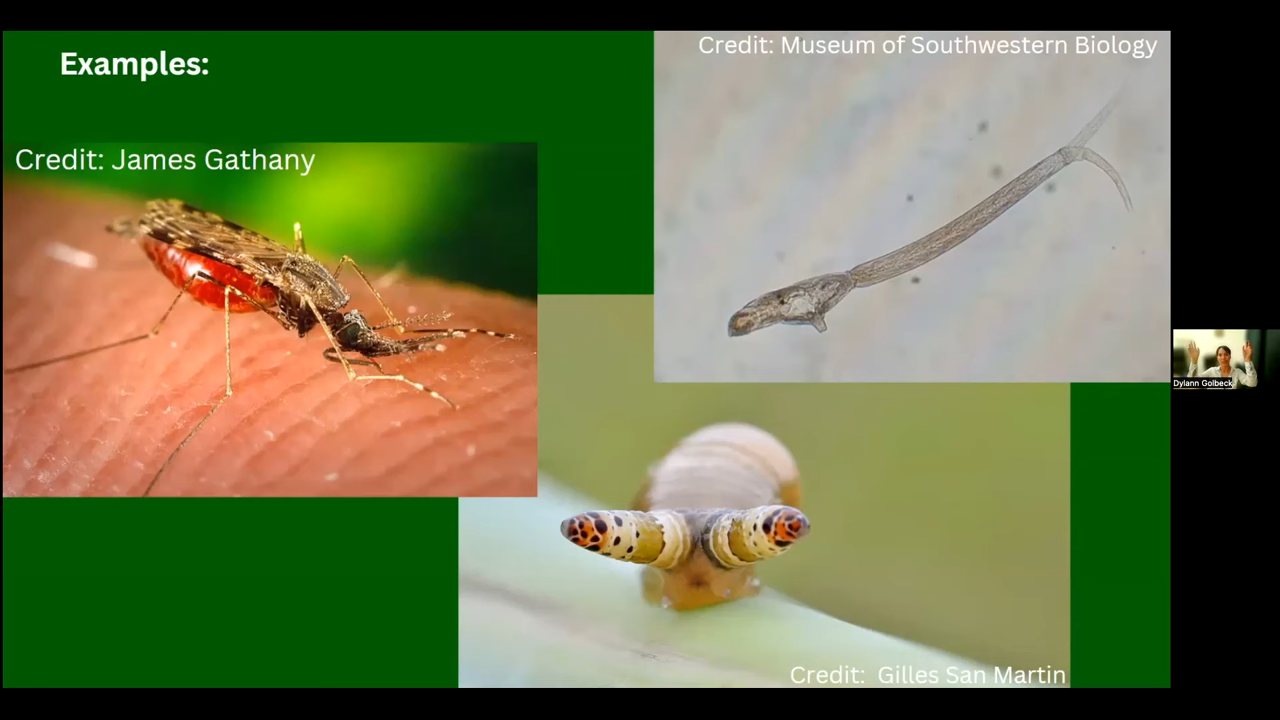 Examples:
Credit: James Gathany
Credit: Museum of Southwestern Biology
Credit: Gilles San Martin
Dylann Golbeck